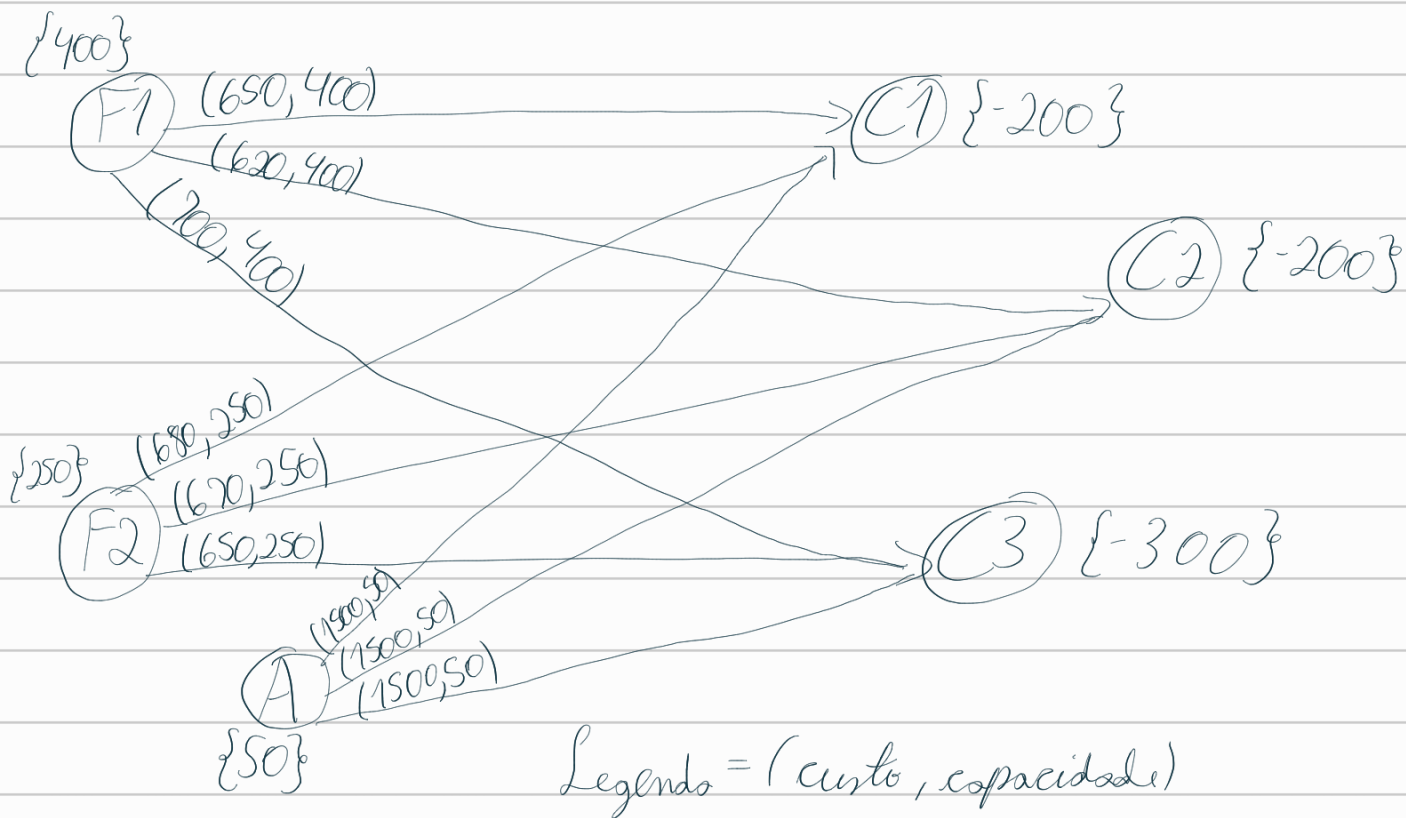 {400}
F1
(650, 400)
C1 {-200}
(620, 400)
(700, 400)
C2 {-200}
(680, 250)
{250}
F2
(670, 250)
(650, 250)
C3 {-300}
(1500, 50)
(1500, 50)
(1500, 50)
A
{50}
Legenda = (custo, capacidade)